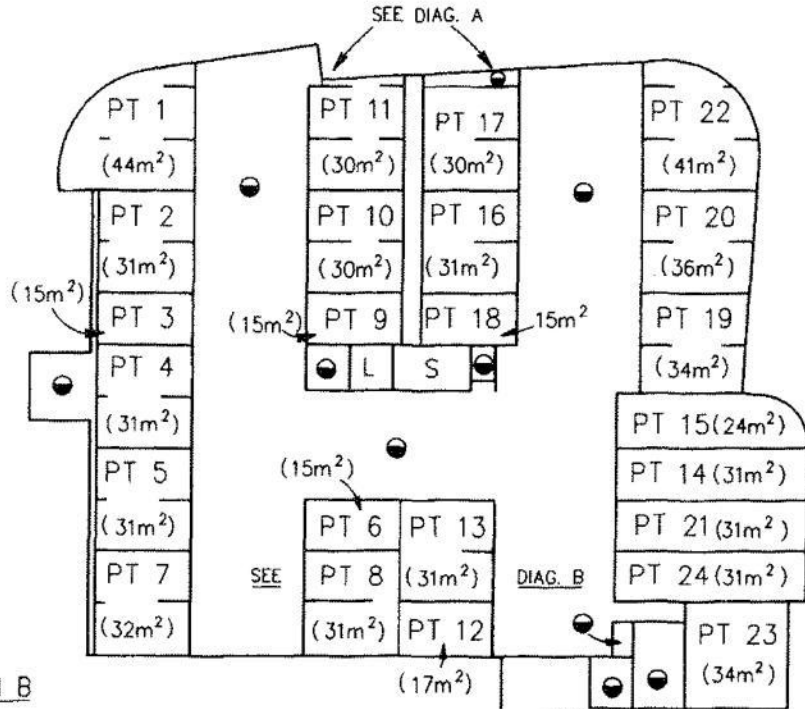 SEE DIAG. A
PT 1
(44m²)
PT 2
(31m²)
(15m²)
PT 3
PT 4
(31m²)
PT 5
(31m²)
PT 7
(32m²)
PT 11
(30m²)
PT 10
(30m²)
(15m²)
PT 9
L
S
PT 17
(30m²)
PT 16
(31m²)
PT 18
15m²
PT 22
(41m²)
PT 20
(36m²)
PT 19
(34m²)
PT 15 (24m²)
PT 14 (31m²)
PT 21 (31m²)
PT 24 (31m²)
PT 23
(34m²)
(15m²)
PT 6
PT 8
(31m²)
PT 13
(31m²)
PT 12
(17m²)
SEE DIAG. B
B